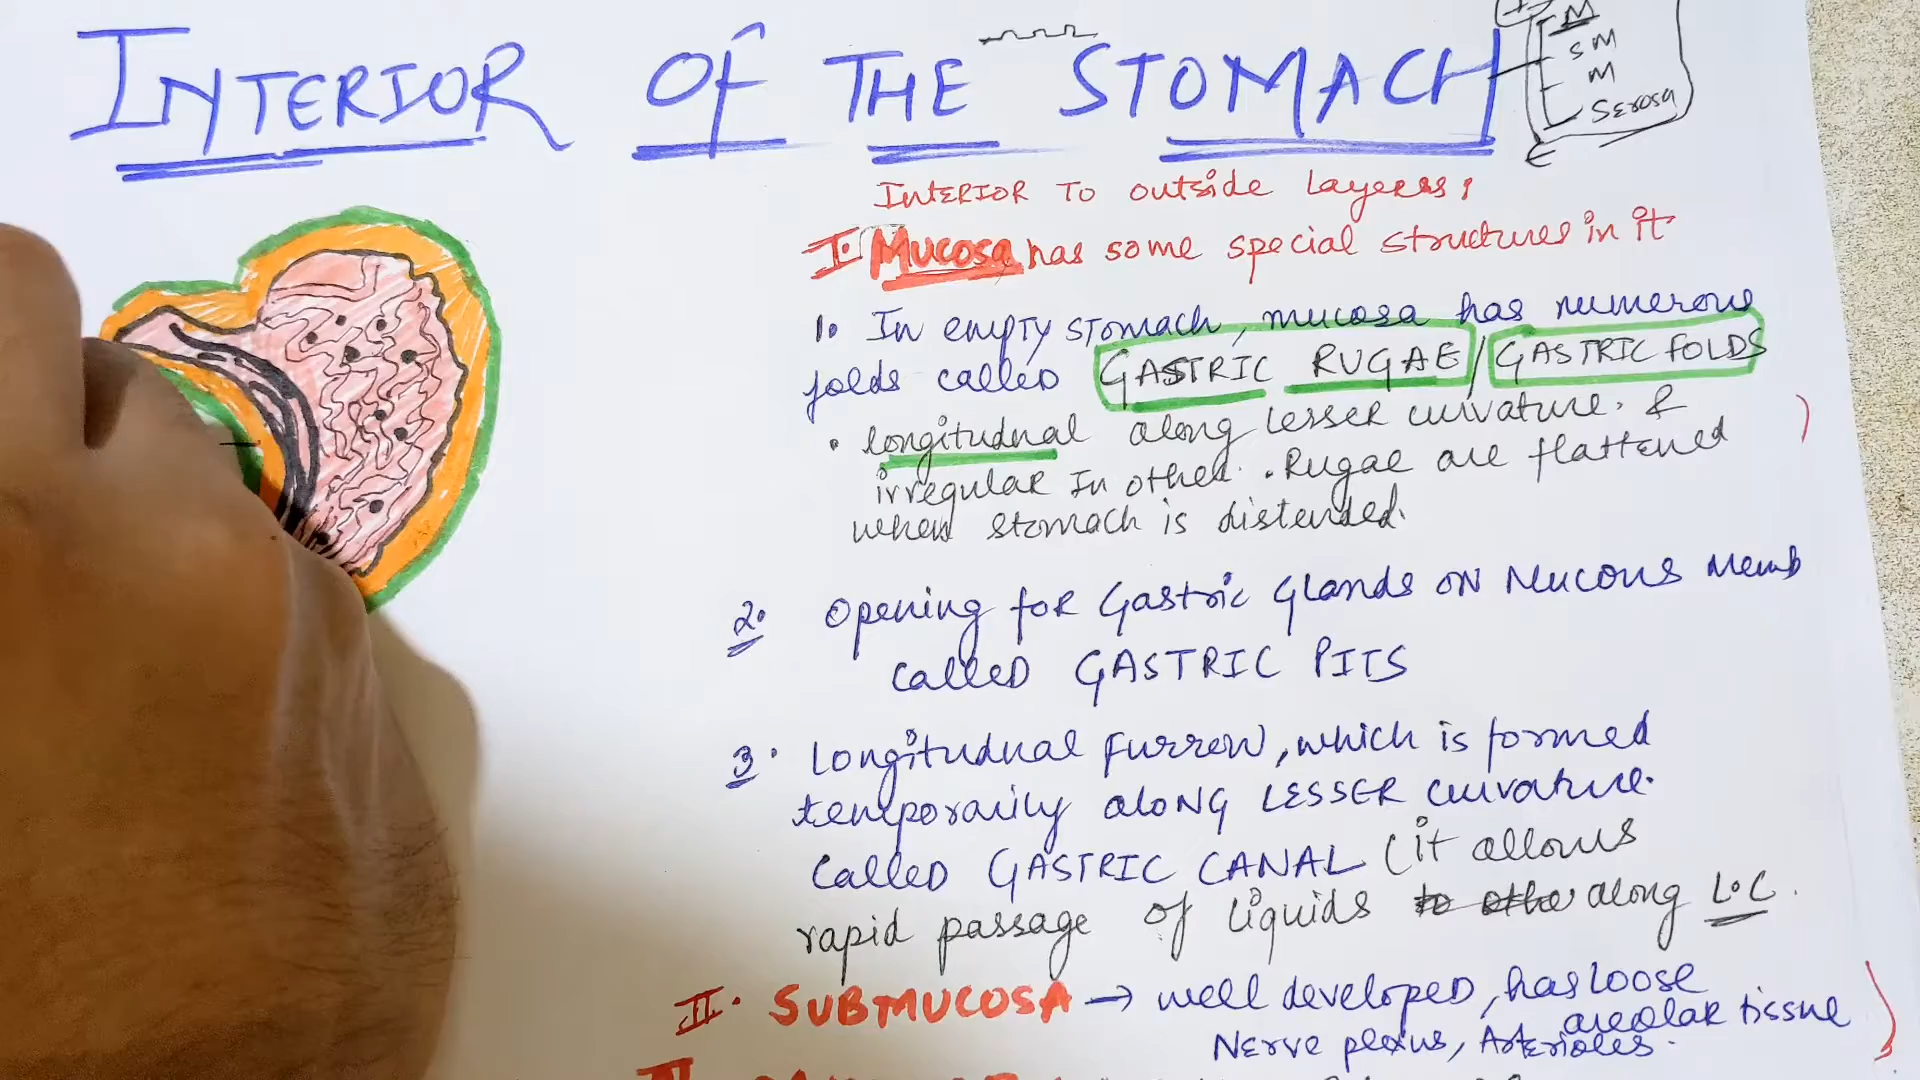 INTERIOR OF THE STOMACH
M
SM
M
Serosa
INTERIOR TO outside layers;
I. Mucosa has some special structures in it
1. In empty stomach, mucosa has numerous
folds called GASTRIC RUGAE / GASTRIC FOLDS
• longitudnal along Lesser curvature. &
irregular In other. . Rugae are flattened
when stomach is distended.
2. Opening for Gastric Glands ON Mucous Memb
called GASTRIC PITS
3. Longitudnal Furrow, which is formed
temporarily along LESSER curvature.
Called GASTRIC CANAL (it allows
rapid passage of liquids to othe along L.C.
II. SUBMUCOSA → well developed, has loose
areolar tissue
Nerve plexus, Arterioles.